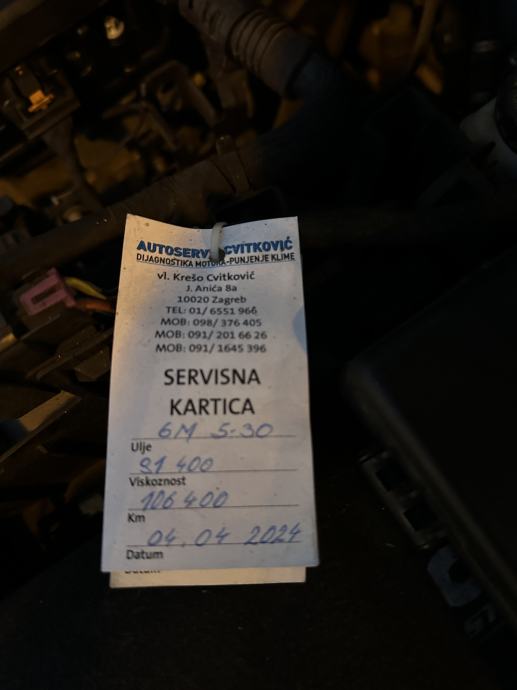 AUTOSERVIS CVITKOVIĆ
DIJAGNOSTIKA MOTORA-PUNJENJE KLIME
vl. Krešo Cvitković
J. Anića 8a
10020 Zagreb
TEL: 01/ 6551 966
MOB: 098/ 376 405
MOB: 091/ 201 66 26
MOB: 091/ 1645 396
SERVISNA
KARTICA
6M 5-30
Ulje
91 400
Viskoznost
106 400
Km
04.04 2024
Datum
Datum